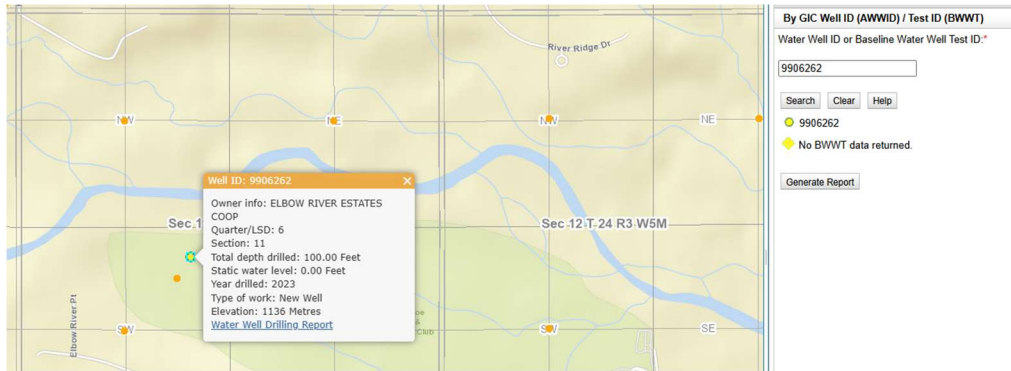 River Ridge Dr
NW
NE
NW
NE
Well ID: 9906262
Owner info: ELBOW RIVER ESTATES
COOP
Quarter/LSD: 6
Section: 11
Total depth drilled: 100.00 Feet
Static water level: 0.00 Feet
Year drilled: 2023
Type of work: New Well
Elevation: 1136 Metres
Water Well Drilling Report
Sec 1
Sec 12 T 24 R3 W5M
Elbow River Pt
SW
Club
SW
SE
By GIC Well ID (AWWID) / Test ID (BWWT)
Water Well ID or Baseline Water Well Test ID:*
9906262
Search Clear Help
9906262
No BWWT data returned.
Generate Report